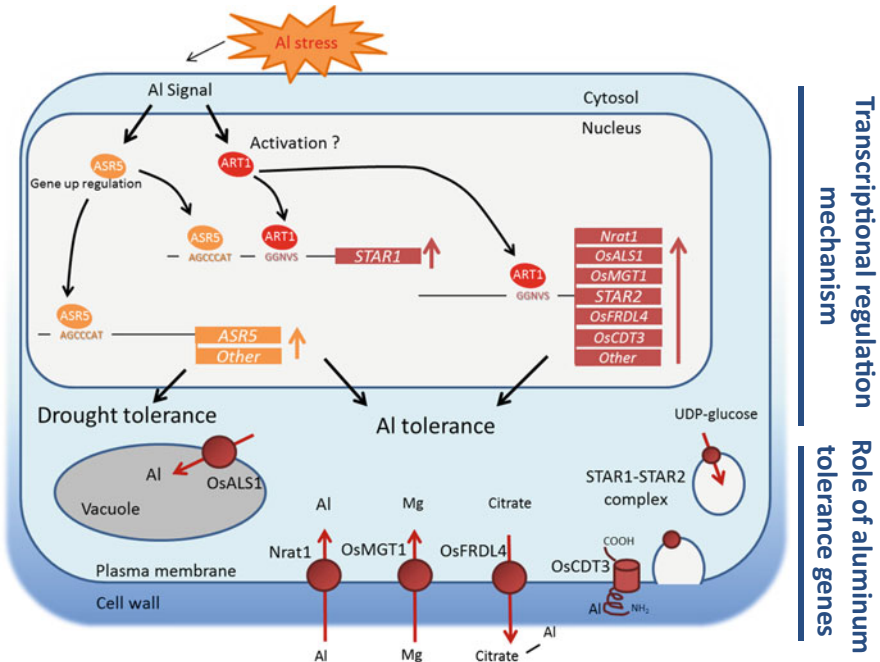 Al stress
Al Signal
Cytosol
Nucleus
Activation ?
ASR5
ART1
Gene up regulation
ASR5
ART1
AGCCCAT
GGNVS
STAR1
ART1
GGNVS
Nrat1
OsALS1
OsMGT1
STAR2
OsFRDL4
OsCDT3
Other
ASR5
AGCCCAT
ASR5
Other
Drought tolerance
Al tolerance
UDP-glucose
Al
OsALS1
Vacuole
STAR1-STAR2
complex
Al
Mg
Citrate
Nrat1
OsMGT1
OsFRDL4
OsCDT3
COOH
Al
NH2
Plasma membrane
Cell wall
Al
Mg
Citrate
Al
Transcriptional regulation
mechanism
Role of aluminum
tolerance genes